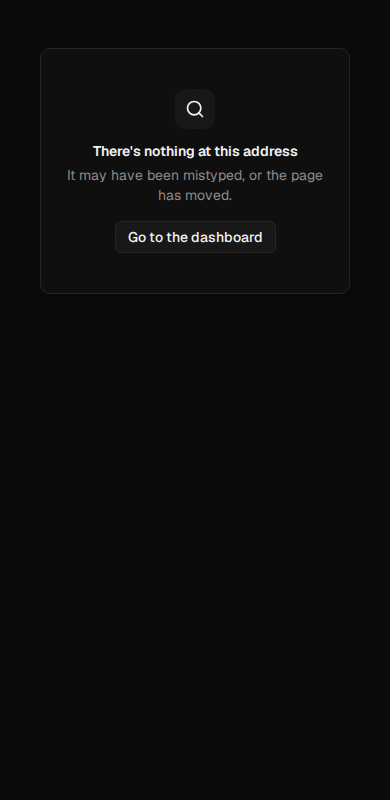 There's nothing at this address
It may have been mistyped, or the page
has moved.
Go to the dashboard